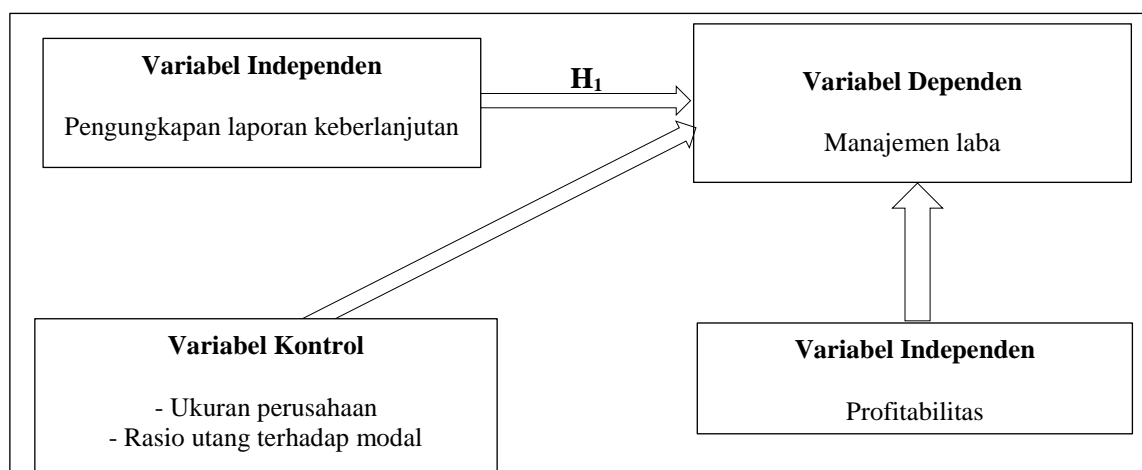 Variabel Independen
Pengungkapan laporan keberlanjutan
H1
Variabel Dependen
Manajemen laba
Variabel Kontrol
- Ukuran perusahaan
- Rasio utang terhadap modal
Variabel Independen
Profitabilitas